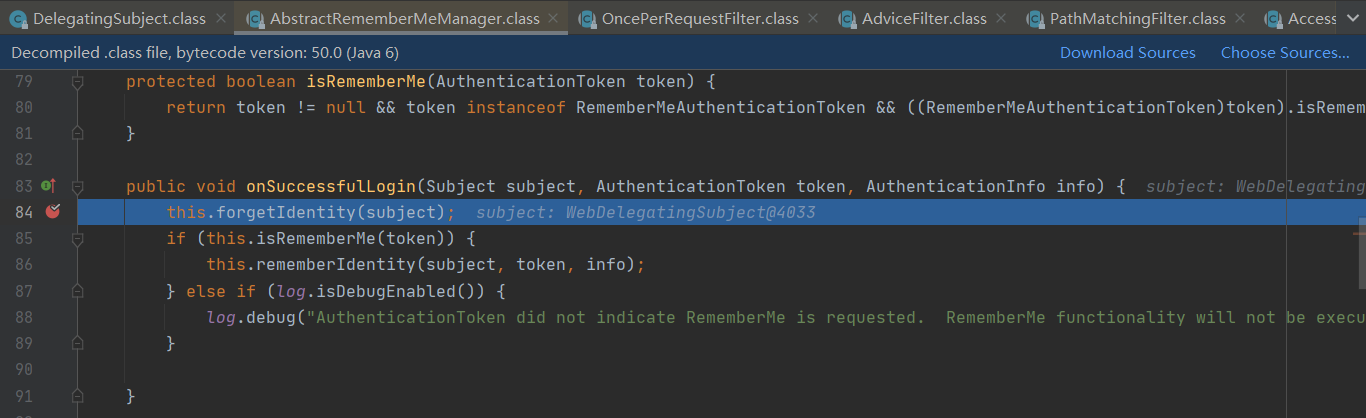 DelegatingSubject.class AbstractRememberMeManager.class OncePerRequestFilter.class AdviceFilter.class PathMatchingFilter.class Access
Decompiled .class file, bytecode version: 50.0 (Java 6) Download Sources Choose Sources...
79 protected boolean isRememberMe(AuthenticationToken token) {
80 return token != null && token instanceof RememberMeAuthenticationToken && ((RememberMeAuthenticationToken)token).isRemem
81 }
82
83 public void onSuccessfulLogin(Subject subject, AuthenticationToken token, AuthenticationInfo info) { subject: WebDelegating
84 this.forgetIdentity(subject); subject: WebDelegatingSubject@4033
85 if (this.isRememberMe(token)) {
86 this.rememberIdentity(subject, token, info);
87 } else if (log.isDebugEnabled()) {
88 log.debug("AuthenticationToken did not indicate RememberMe is requested.  RememberMe functionality will not be execu
89 }
90
91 }